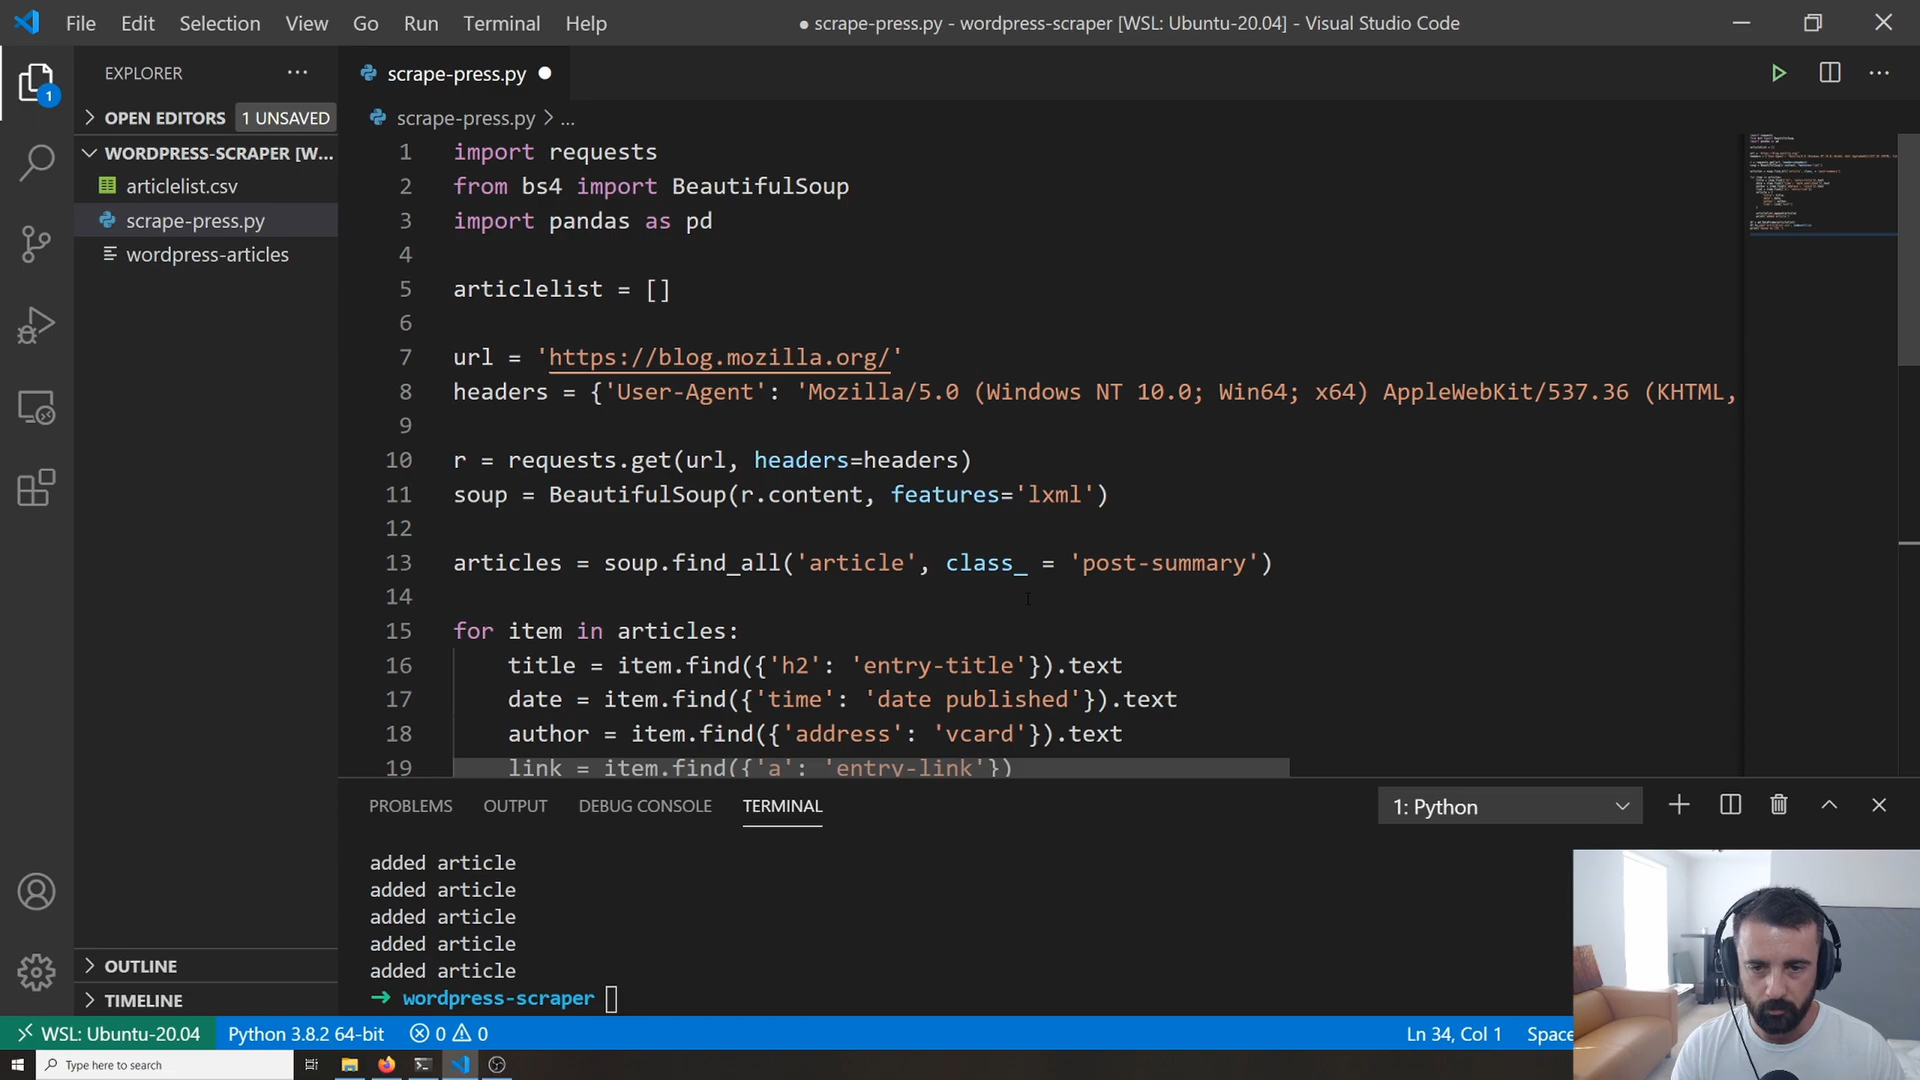 File Edit Selection View Go Run Terminal Help
● scrape-press.py - wordpress-scraper [WSL: Ubuntu-20.04] - Visual Studio Code
EXPLORER
OPEN EDITORS 1 UNSAVED
WORDPRESS-SCRAPER [W...
articlelist.csv
scrape-press.py
wordpress-articles
OUTLINE
TIMELINE
1
scrape-press.py
scrape-press.py > ...
1 import requests
2 from bs4 import BeautifulSoup
3 import pandas as pd
4
5 articlelist = []
6
7 url = 'https://blog.mozilla.org/'
8 headers = {'User-Agent': 'Mozilla/5.0 (Windows NT 10.0; Win64; x64) AppleWebKit/537.36 (KHTML,
9
10 r = requests.get(url, headers=headers)
11 soup = BeautifulSoup(r.content, features='lxml')
12
13 articles = soup.find_all('article', class_ = 'post-summary')
14
15 for item in articles:
16 title = item.find({'h2': 'entry-title'}).text
17 date = item.find({'time': 'date published'}).text
18 author = item.find({'address': 'vcard'}).text
19 link = item.find({'a': 'entry-link'})
PROBLEMS OUTPUT DEBUG CONSOLE TERMINAL
1: Python
added article
added article
added article
added article
added article
→ wordpress-scraper
WSL: Ubuntu-20.04 Python 3.8.2 64-bit 0 0
Ln 34, Col 1 Space
Type here to search